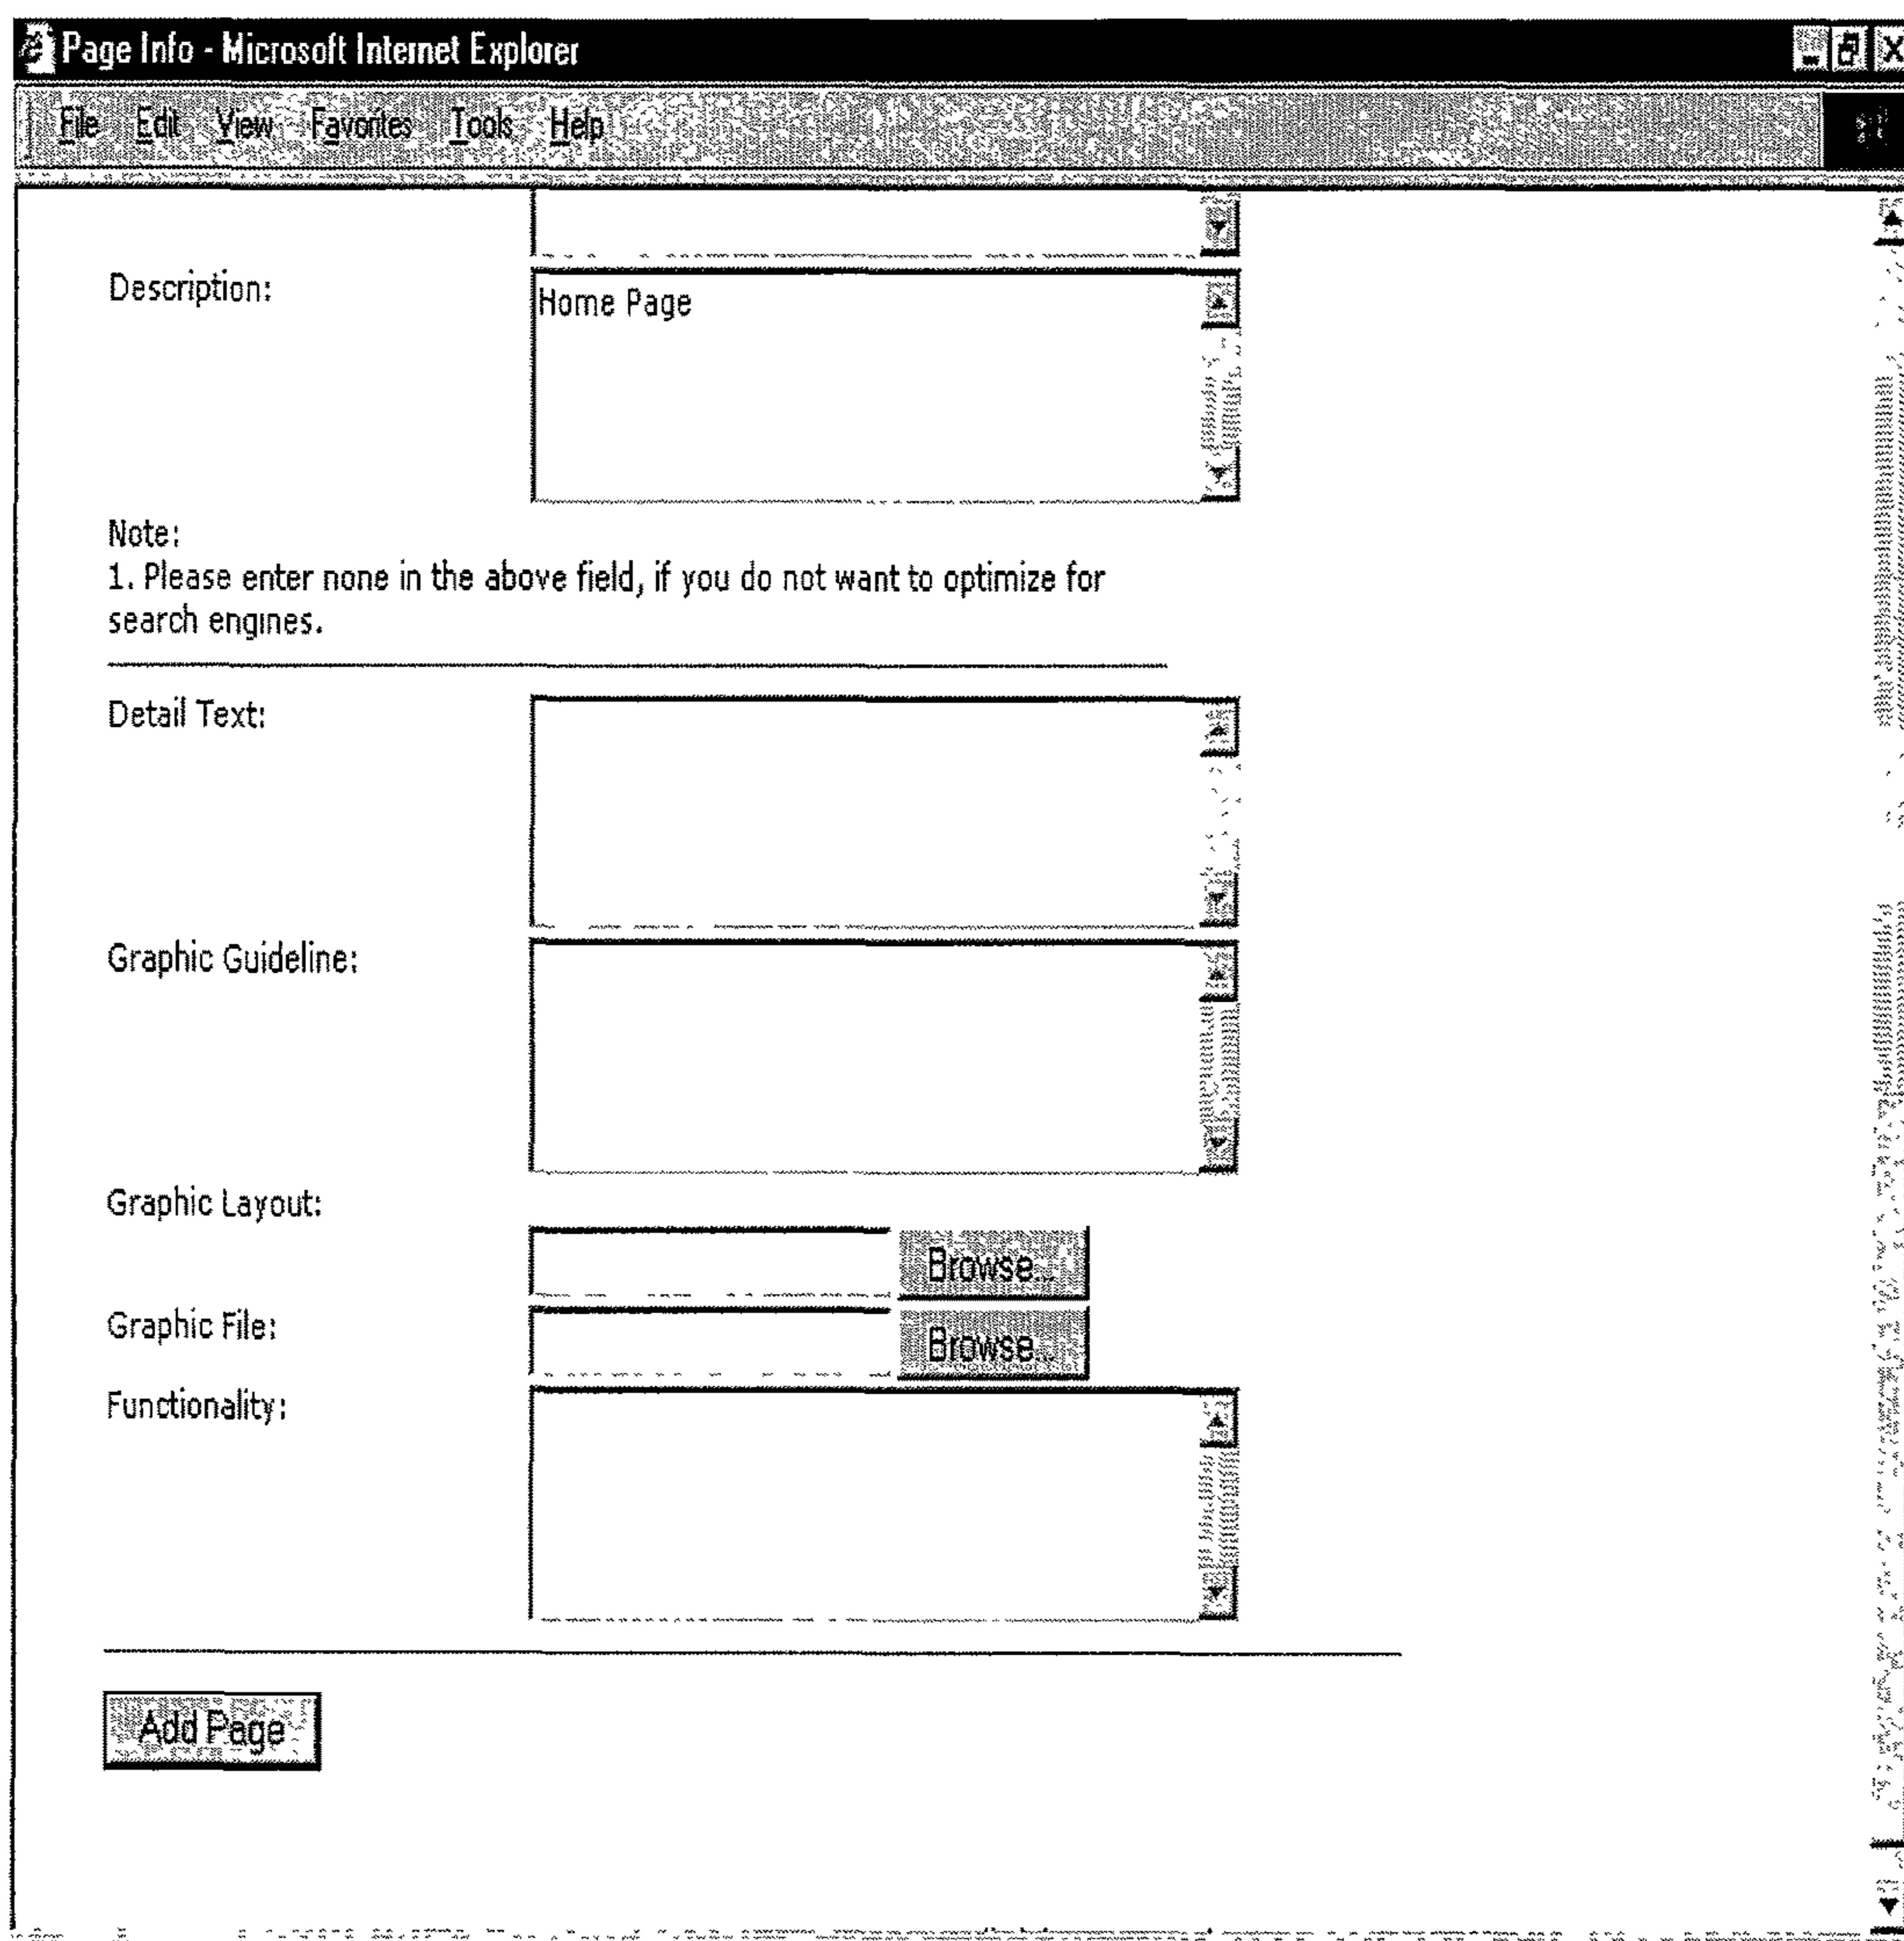 Page Info - Microsoft Internet Explorer
File Edit View Favorites Tools Help
Description:
Home Page
Note:
1. Please enter none in the above field, if you do not want to optimize for
search engines.
Detail Text:
Graphic Guideline:
Graphic Layout:
Browse...
Graphic File:
Browse...
Functionality:
Add Page